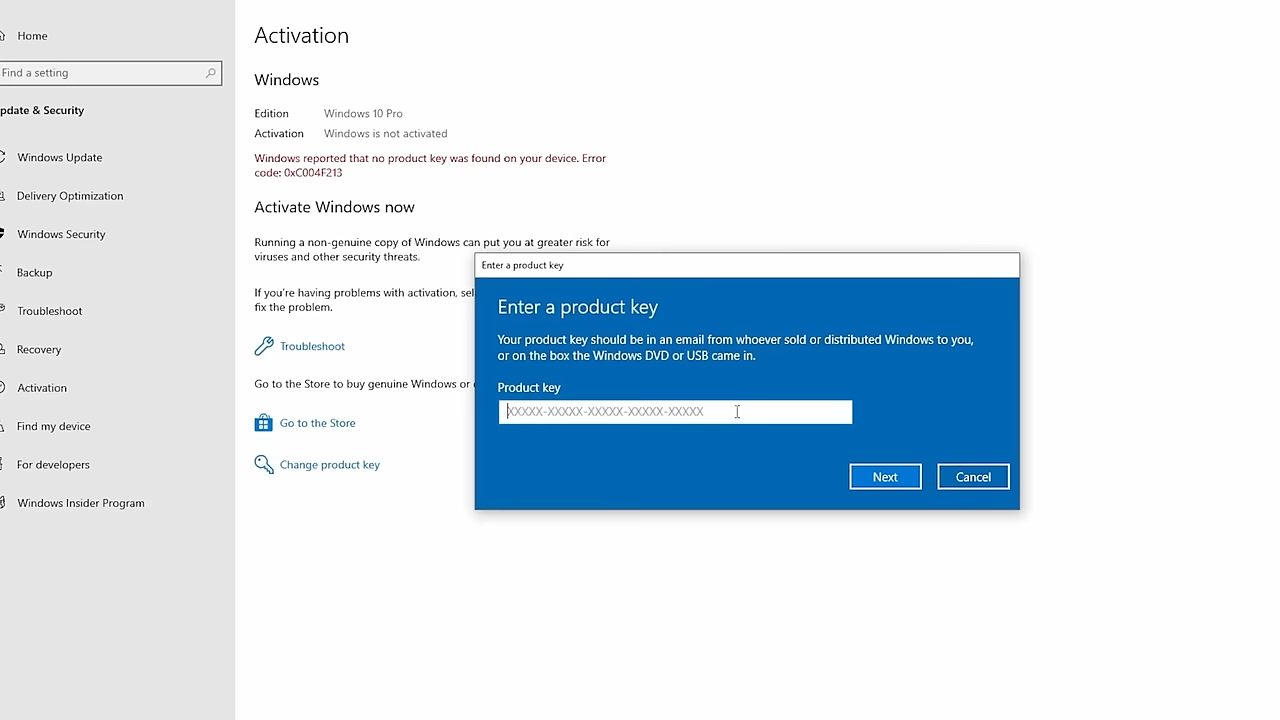 Home
Find a setting
pdate & Security
Windows Update
Delivery Optimization
Windows Security
Backup
Troubleshoot
Recovery
Activation
Find my device
For developers
Windows Insider Program
Activation
Windows
Edition Windows 10 Pro
Activation Windows is not activated
Windows reported that no product key was found on your device. Error
code: 0xC004F213
Activate Windows now
Running a non-genuine copy of Windows can put you at greater risk for
viruses and other security threats.
If you're having problems with activation, sel
fix the problem.
Troubleshoot
Go to the Store to buy genuine Windows or
Go to the Store
Change product key
Enter a product key
Enter a product key
Your product key should be in an email from whoever sold or distributed Windows to you,
or on the box the Windows DVD or USB came in.
Product key
XXXXX-XXXXX-XXXXX-XXXXX-XXXXX
Next Cancel